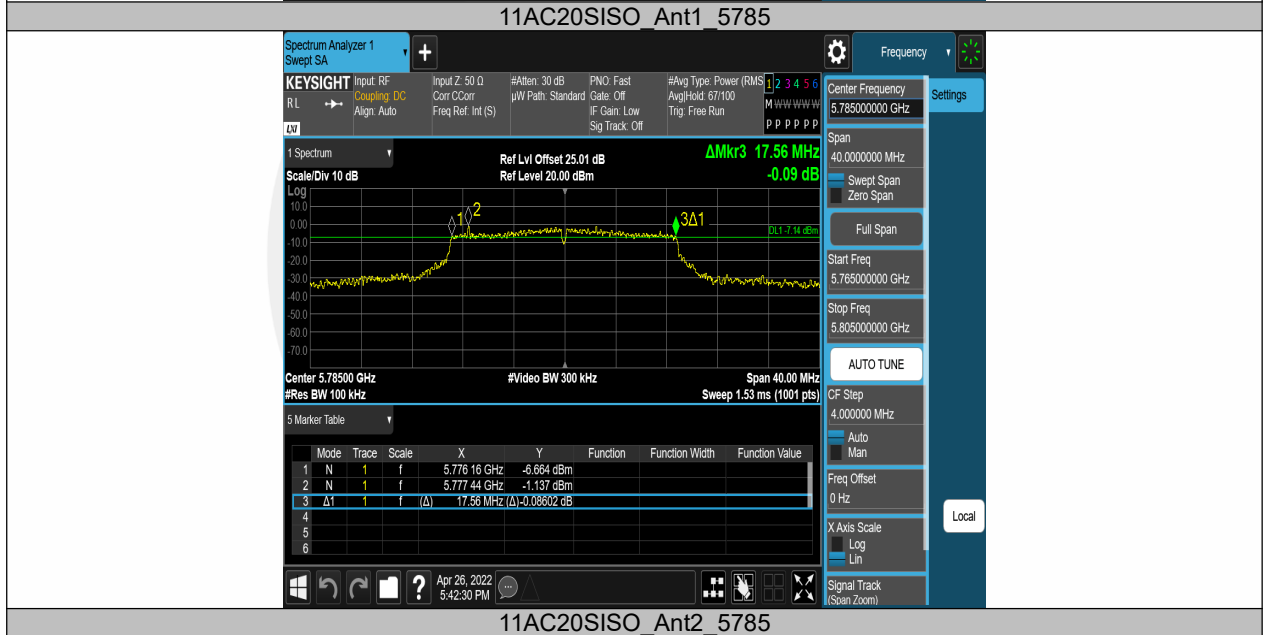 11AC20SISO_Ant1_5785
Spectrum Analyzer 1
Swept SA
+
Frequency
KEYSIGHT
Input: RF
Input Z: 50 Ω
#Atten: 30 dB
PNO: Fast
#Avg Type: Power (RMS
1 2 3 4 5 6
RL
Coupling: DC
Corr CCorr
µW Path: Standard
Gate: Off
Avg|Hold: 67/100
M W W W W W
Align: Auto
Freq Ref: Int (S)
IF Gain: Low
Trig: Free Run
Sig Track: Off
P P P P P P
LXI
Center Frequency
5.785000000 GHz
Settings
Span
40.0000000 MHz
Swept Span
Zero Span
Full Span
Start Freq
5.765000000 GHz
Stop Freq
5.805000000 GHz
AUTO TUNE
CF Step
4.000000 MHz
Auto
Man
Freq Offset
0 Hz
X Axis Scale
Log
Lin
Signal Track
(Span Zoom)
Local
1 Spectrum
Ref Lvl Offset 25.01 dB
ΔMkr3 17.56 MHz
Scale/Div 10 dB
Ref Level 20.00 dBm
-0.09 dB
Log
10.0
0.00
-10.0
-20.0
-30.0
-40.0
-50.0
-60.0
-70.0
1
2
3Δ1
DL1 -7.14 dBm
Center 5.78500 GHz
#Video BW 300 kHz
Span 40.00 MHz
#Res BW 100 kHz
Sweep 1.53 ms (1001 pts)
5 Marker Table
Mode Trace Scale X Y Function Function Width Function Value
1 N 1 f 5.776 16 GHz -6.664 dBm
2 N 1 f 5.777 44 GHz -1.137 dBm
3 Δ1 1 f (Δ) 17.56 MHz (Δ) -0.08602 dB
4
5
6
?
Apr 26, 2022
5:42:30 PM
11AC20SISO_Ant2_5785